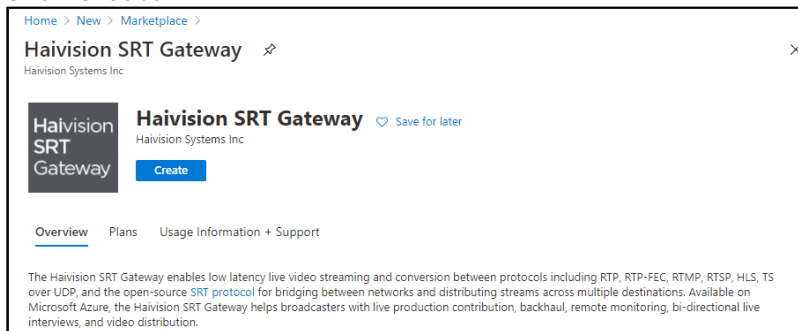 Home > New > Marketplace >
Haivision SRT Gateway
Haivision Systems Inc
Haivision
SRT
Gateway
Haivision SRT Gateway
Save for later
Haivision Systems Inc
Create
Overview Plans Usage Information + Support
The Haivision SRT Gateway enables low latency live video streaming and conversion between protocols including RTP, RTP-FEC, RTMP, RTSP, HLS, TS
over UDP, and the open-source SRT protocol for bridging between networks and distributing streams across multiple destinations. Available on
Microsoft Azure, the Haivision SRT Gateway helps broadcasters with live production contribution, backhaul, remote monitoring, bi-directional live
interviews, and video distribution.